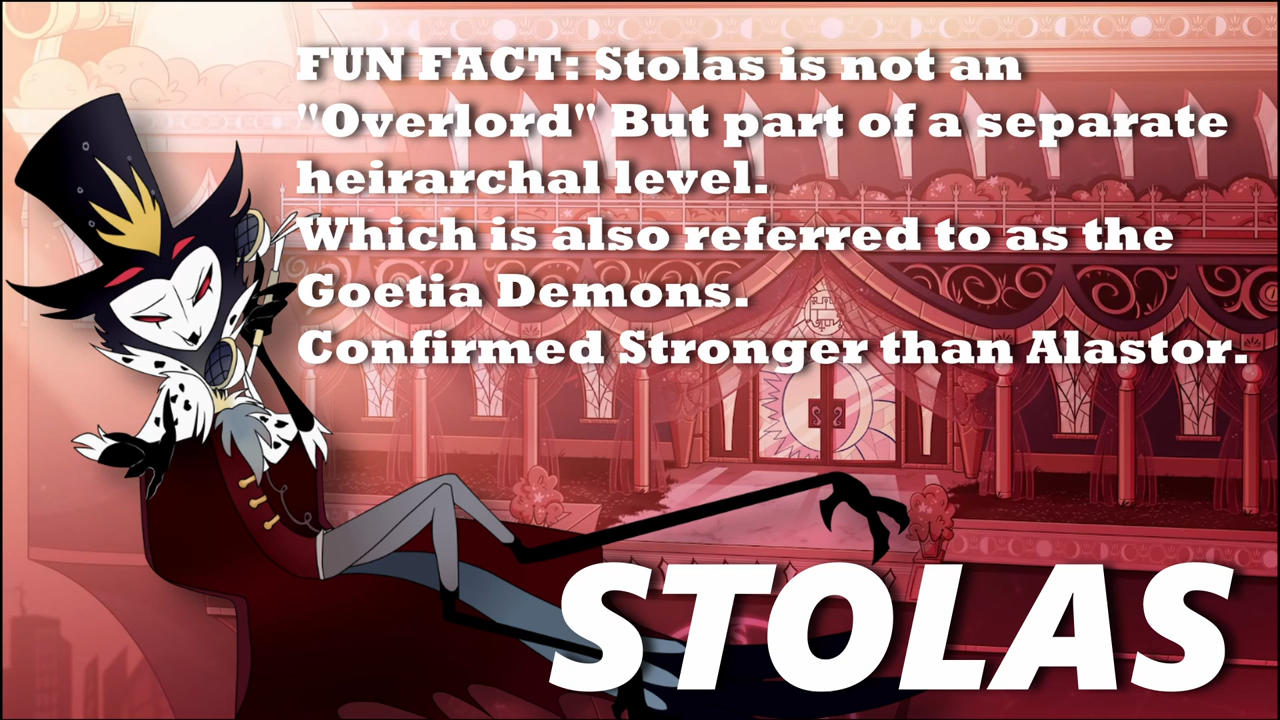 FUN FACT: Stolas is not an
"Overlord" But part of a separate
heirarchal level.
Which is also referred to as the
Goetia Demons.
Confirmed Stronger than Alastor.
STOLAS